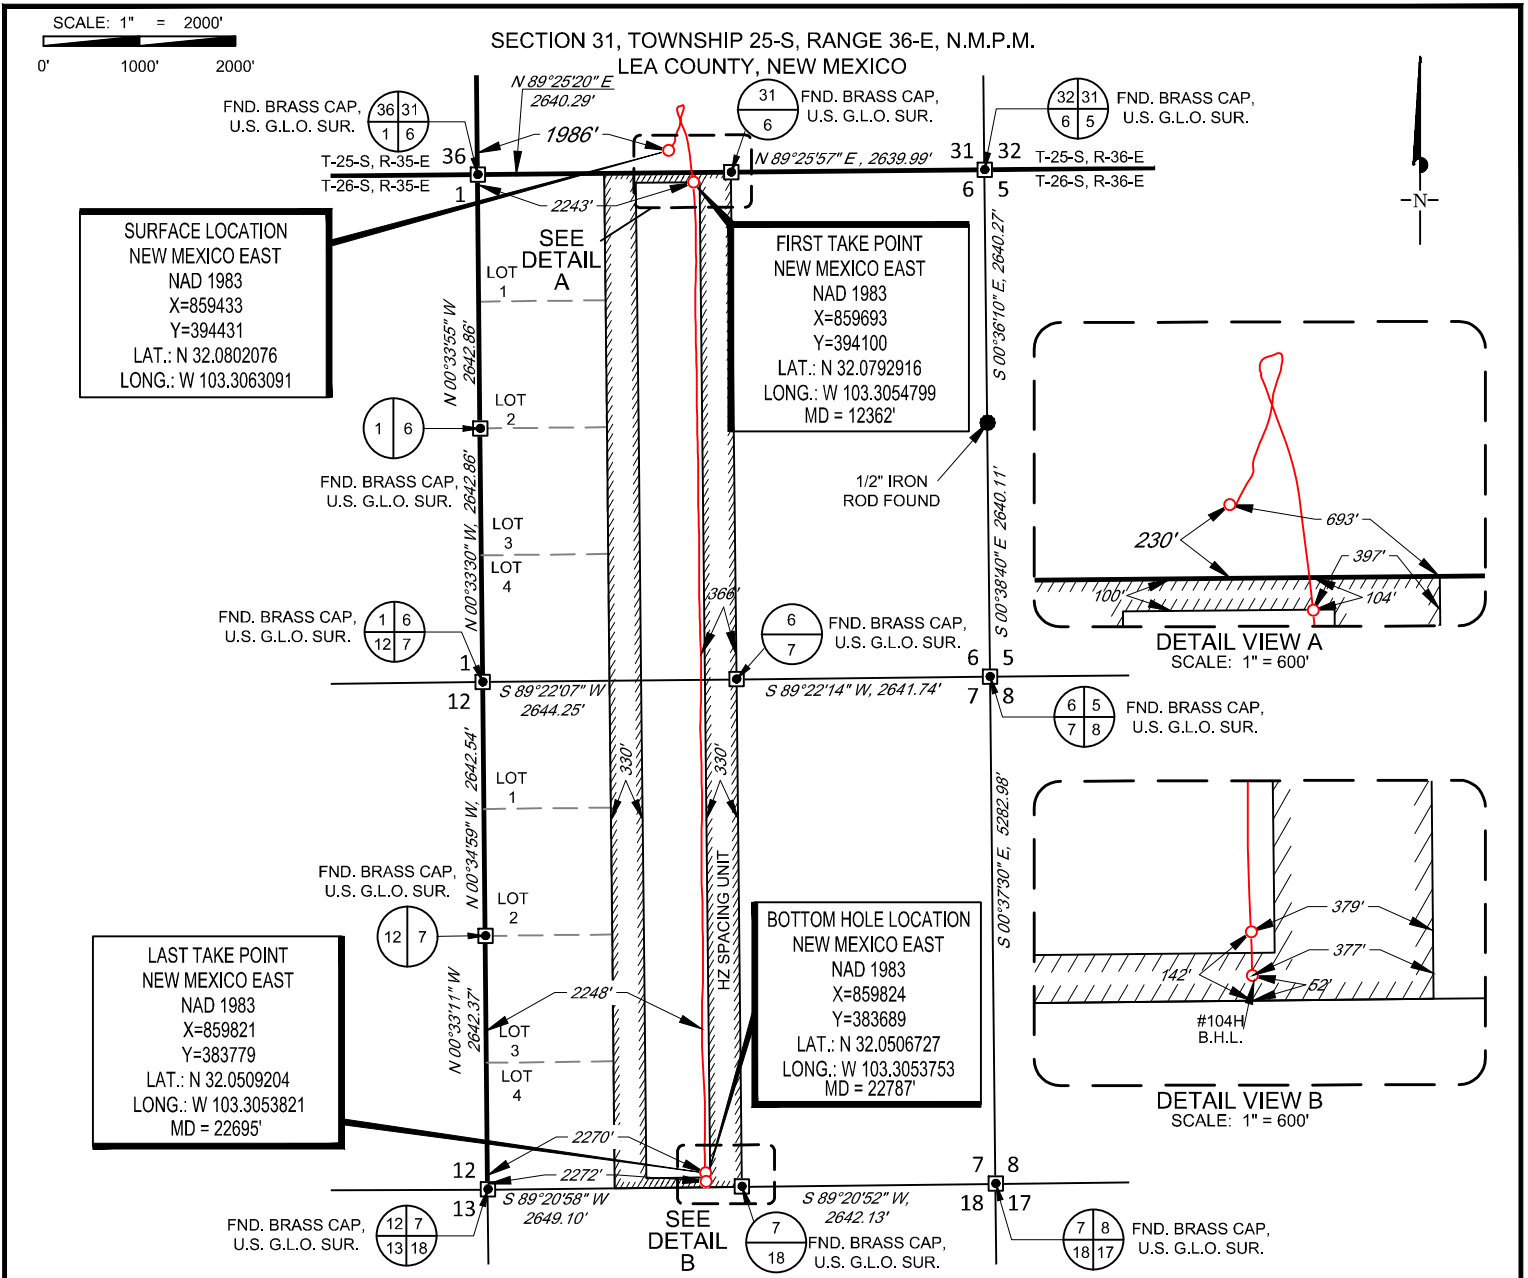 SCALE: 1" = 2000'
0' 1000' 2000'
SECTION 31, TOWNSHIP 25-S, RANGE 36-E, N.M.P.M.
LEA COUNTY, NEW MEXICO
N 89°25'20" E
2640.29'
FND. BRASS CAP,
U.S. G.L.O. SUR.
36 31
1 6
1986'
31
6
FND. BRASS CAP,
U.S. G.L.O. SUR.
32 31
6 5
FND. BRASS CAP,
U.S. G.L.O. SUR.
T-25-S, R-35-E
T-26-S, R-35-E
36
1
N 89°25'57" E , 2639.99'
31 32
6 5
T-25-S, R-36-E
T-26-S, R-36-E
-N-
2243'
SEE
DETAIL
A
SURFACE LOCATION
NEW MEXICO EAST
NAD 1983
X=859433
Y=394431
LAT.: N 32.0802076
LONG.: W 103.3063091
FIRST TAKE POINT
NEW MEXICO EAST
NAD 1983
X=859693
Y=394100
LAT.: N 32.0792916
LONG.: W 103.3054799
MD = 12362'
LOT
1
N 00°33'55" W
2642.86'
S 00°36'10" E, 2640.27'
LOT
2
1 6
FND. BRASS CAP,
U.S. G.L.O. SUR.
1/2" IRON
ROD FOUND
N 00°33'30" W, 2642.86'
LOT
3
LOT
4
S 00°38'40" E 2640.11'
230'
693'
397'
100'
104'
DETAIL VIEW A
SCALE: 1" = 600'
366'
FND. BRASS CAP,
U.S. G.L.O. SUR.
1 6
12 7
6
7
FND. BRASS CAP,
U.S. G.L.O. SUR.
1
12
S 89°22'07" W
2644.25'
S 89°22'14" W, 2641.74'
6 5
7 8
6 5
7 8
FND. BRASS CAP,
U.S. G.L.O. SUR.
N 00°34'59" W, 2642.54'
LOT
1
330'
330'
S 00°37'30" E, 5282.98'
FND. BRASS CAP,
U.S. G.L.O. SUR.
12 7
LOT
2
HZ SPACING UNIT
LAST TAKE POINT
NEW MEXICO EAST
NAD 1983
X=859821
Y=383779
LAT.: N 32.0509204
LONG.: W 103.3053821
MD = 22695'
BOTTOM HOLE LOCATION
NEW MEXICO EAST
NAD 1983
X=859824
Y=383689
LAT.: N 32.0506727
LONG.: W 103.3053753
MD = 22787'
379'
377'
142'
52'
#104H
B.H.L.
DETAIL VIEW B
SCALE: 1" = 600'
2248'
N 00°33'11" W
2642.37'
LOT
3
LOT
4
2270'
2272'
12
13
S 89°20'58" W
2649.10'
S 89°20'52" W,
2642.13'
7 8
18 17
FND. BRASS CAP,
U.S. G.L.O. SUR.
12 7
13 18
SEE
DETAIL
B
7
18
FND. BRASS CAP,
U.S. G.L.O. SUR.
7 8
18 17
FND. BRASS CAP,
U.S. G.L.O. SUR.